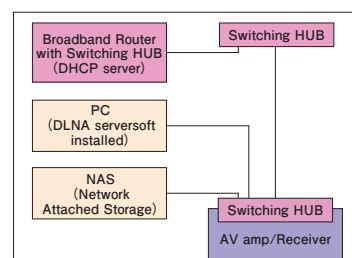 Broadband Router
with Switching HUB
(DHCP server)
Switching HUB
PC
(DLNA serversoft
installed)
NAS
(Network
Attached Storage)
Switching HUB
AV amp/Receiver